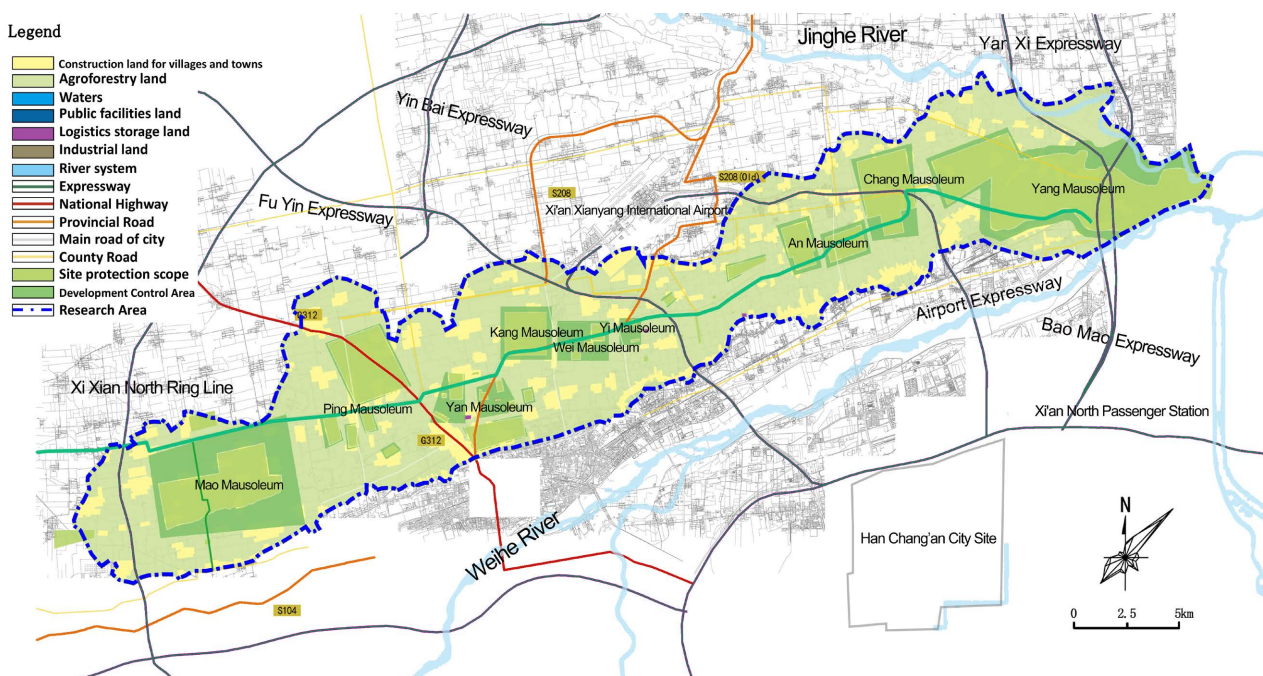 Legend
Construction land for villages and towns
Agroforestry land
Waters
Public facilities land
Logistics storage land
Industrial land
River system
Expressway
National Highway
Provincial Road
Main road of city
County Road
Site protection scope
Development Control Area
Research Area
Jinghe River
Yan Xi Expressway
Yin Bai Expressway
S208 (Old)
Chang Mausoleum
Yang Mausoleum
S208
Fu Yin Expressway
Xi'an Xianyang International Airport
An Mausoleum
Airport Expressway
G312
Kang Mausoleum
Yi Mausoleum
Wei Mausoleum
Bao Mao Expressway
Xi Xian North Ring Line
Ping Mausoleum
Yan Mausoleum
Xi'an North Passenger Station
G312
Mao Mausoleum
Weihe River
Han Chang'an City Site
N
S104
0 2.5 5km